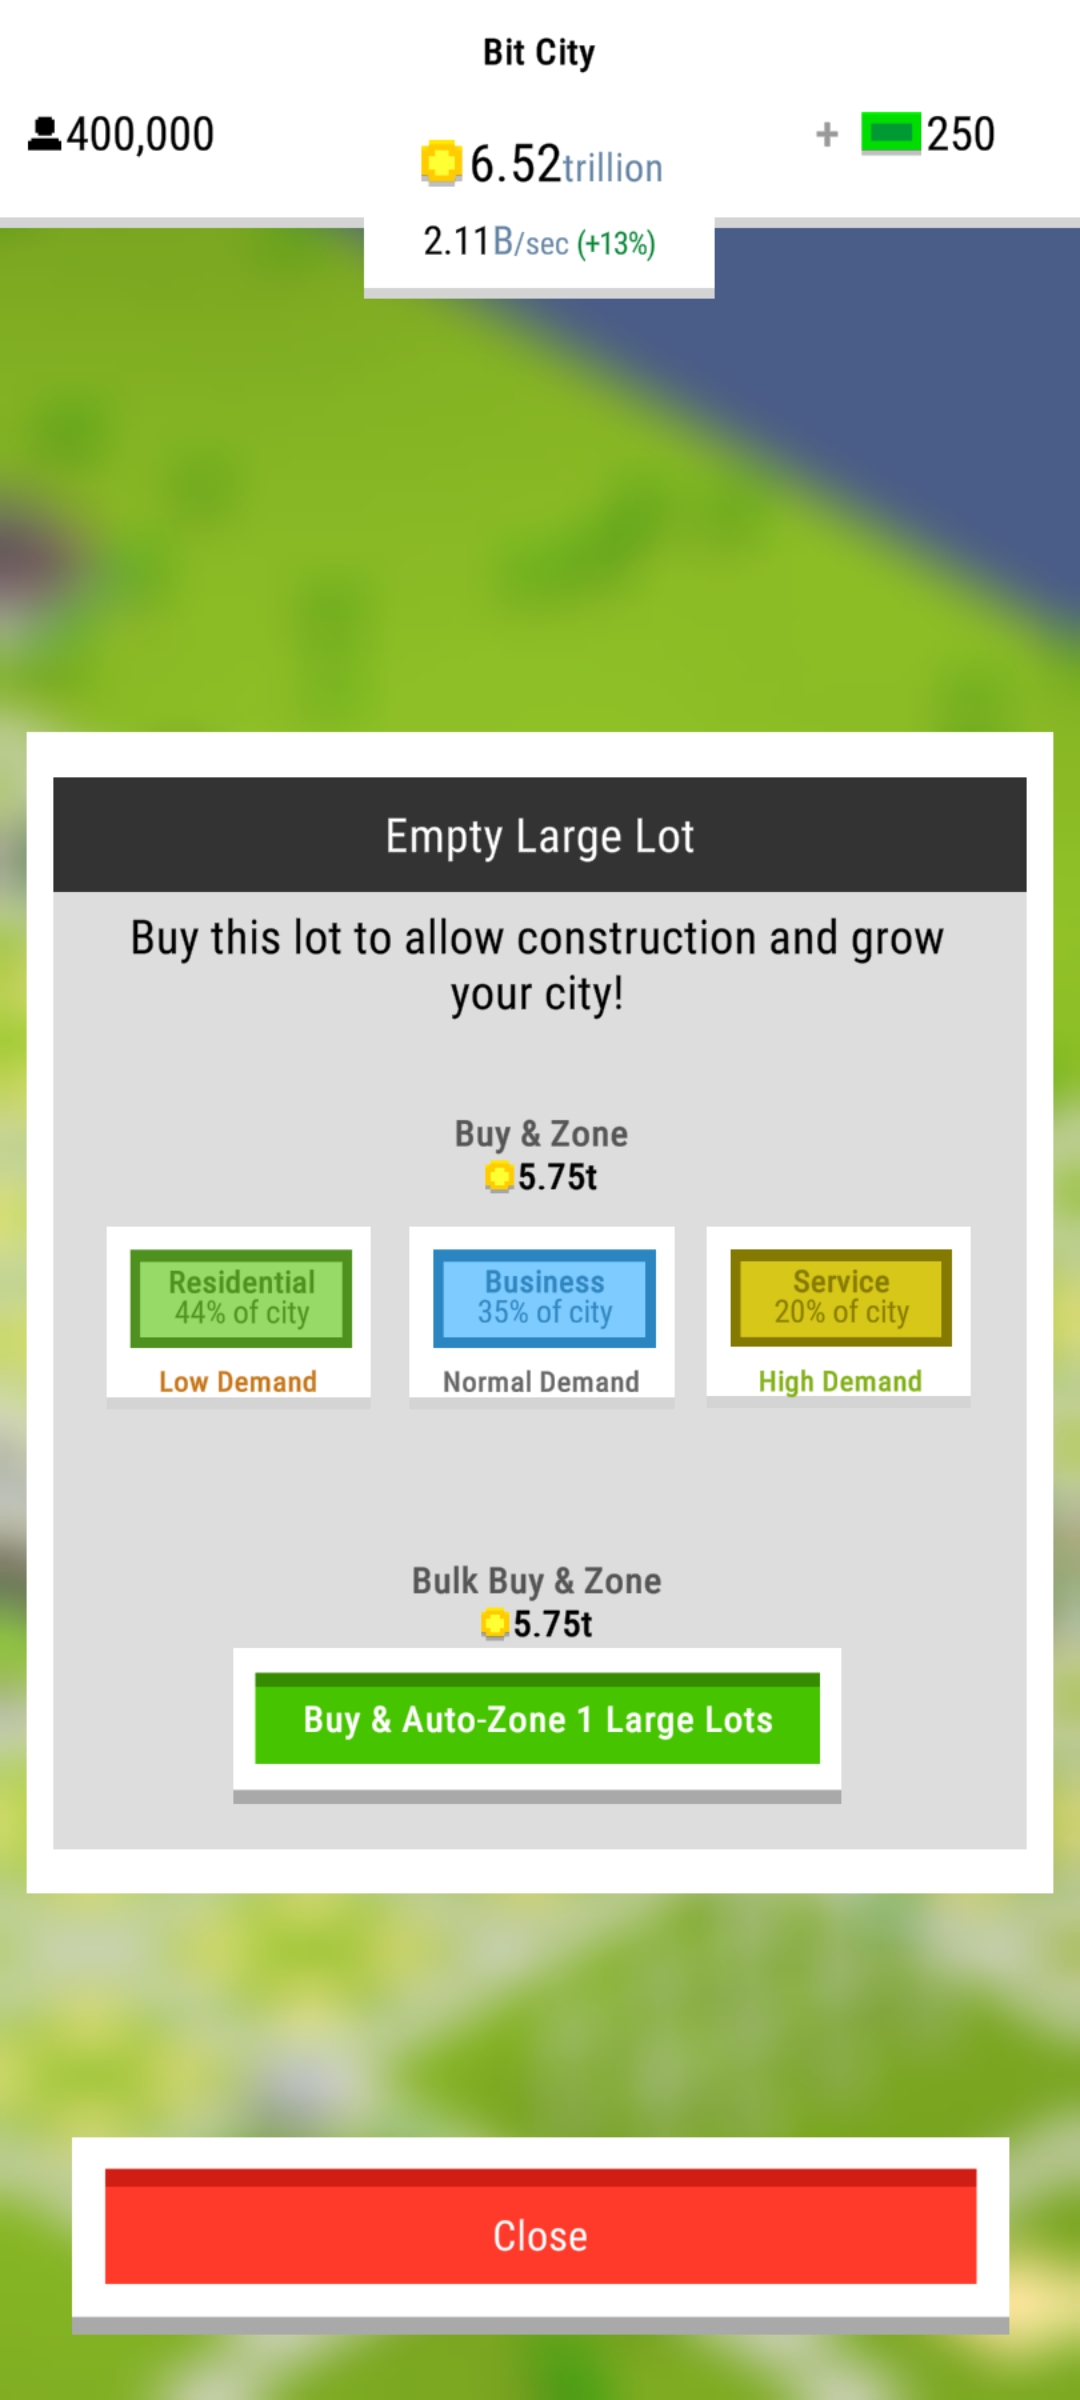 Bit City
400,000
6.52trillion
+ 250
2.11B/sec (+13%)
Empty Large Lot
Buy this lot to allow construction and grow
your city!
Buy & Zone
5.75t
Residential
44% of city
Low Demand
Business
35% of city
Normal Demand
Service
20% of city
High Demand
Bulk Buy & Zone
5.75t
Buy & Auto-Zone 1 Large Lots
Close